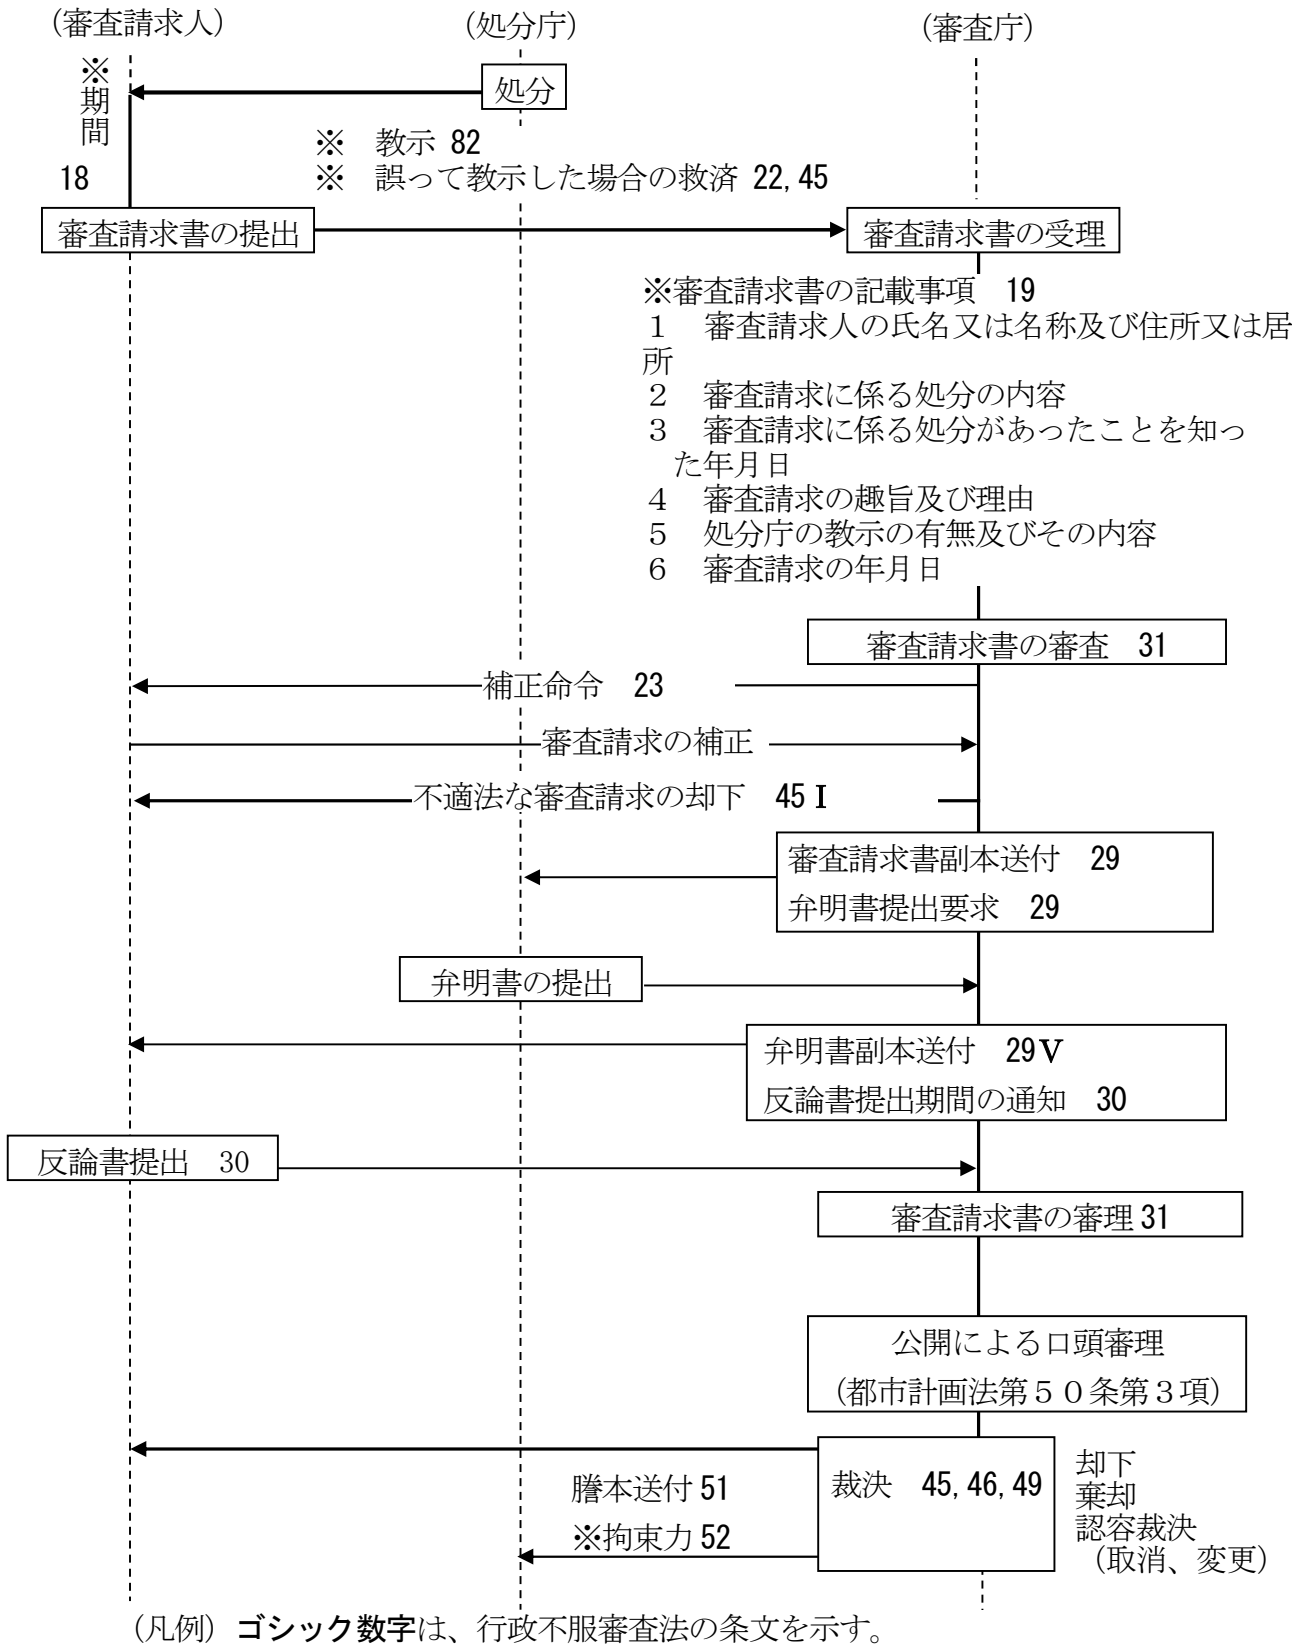 （審査請求人）
（処分庁）
（審査庁）
※期間
18
処分
※　教示 82
※　誤って教示した場合の救済 22, 45
審査請求書の提出
審査請求書の受理
※審査請求書の記載事項　19
１　審査請求人の氏名又は名称及び住所又は居
所
２　審査請求に係る処分の内容
３　審査請求に係る処分があったことを知っ
た年月日
４　審査請求の趣旨及び理由
５　処分庁の教示の有無及びその内容
６　審査請求の年月日
審査請求書の審査　31
補正命令　23
審査請求の補正
不適法な審査請求の却下　45Ⅰ
審査請求書副本送付　29
弁明書提出要求　29
弁明書の提出
弁明書副本送付　29Ⅴ
反論書提出期間の通知　30
反論書提出　30
審査請求書の審理 31
公開による口頭審理
（都市計画法第５０条第３項）
裁決　45, 46, 49
却下
棄却
認容裁決
（取消、変更）
謄本送付 51
※拘束力 52
（凡例）ゴシック数字は、行政不服審査法の条文を示す。